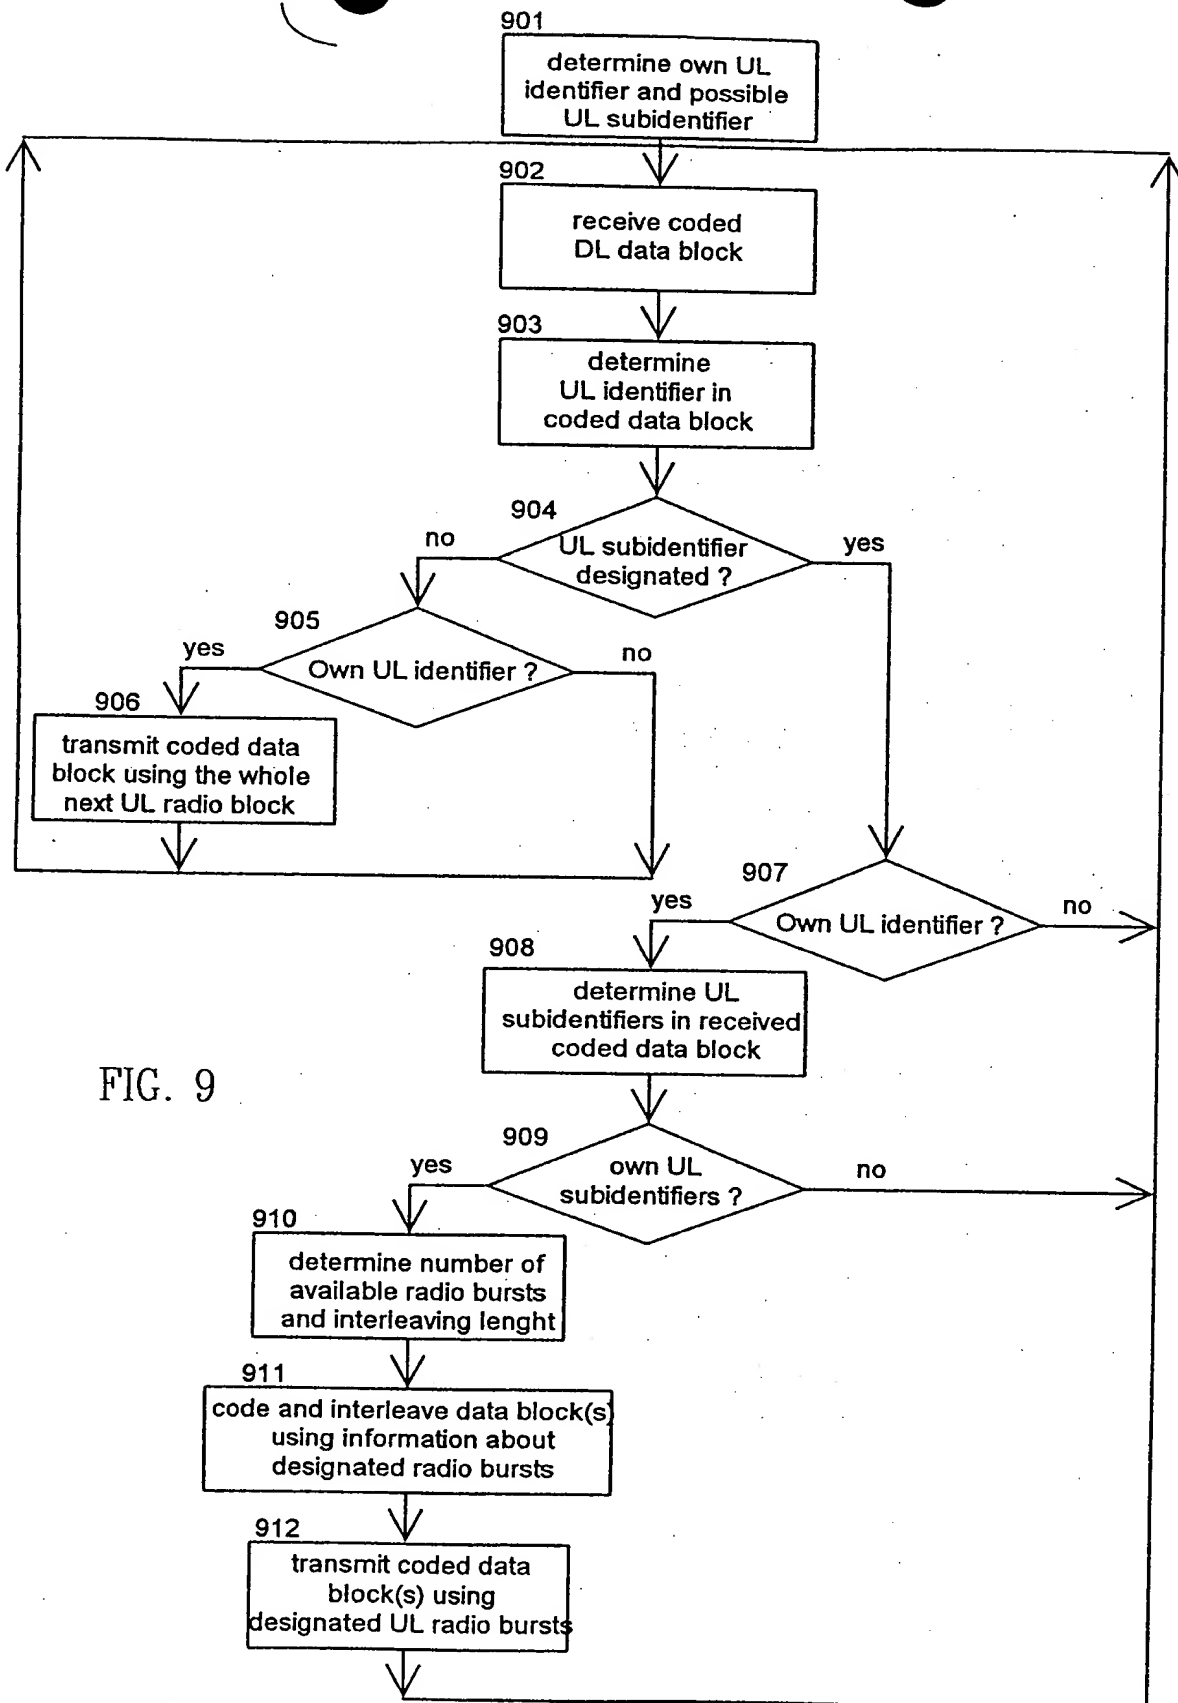 901
determine own UL
identifier and possible
UL subidentifier
902
receive coded
DL data block
903
determine
UL identifier in
coded data block
904
UL subidentifier
designated ?
no
yes
905
Own UL identifier ?
yes
no
906
transmit coded data
block using the whole
next UL radio block
907
Own UL identifier ?
yes
no
908
determine UL
subidentifiers in received
coded data block
FIG. 9
909
own UL
subidentifiers ?
yes
no
910
determine number of
available radio bursts
and interleaving lenght
911
code and interleave data block(s)
using information about
designated radio bursts
912
transmit coded data
block(s) using
designated UL radio bursts